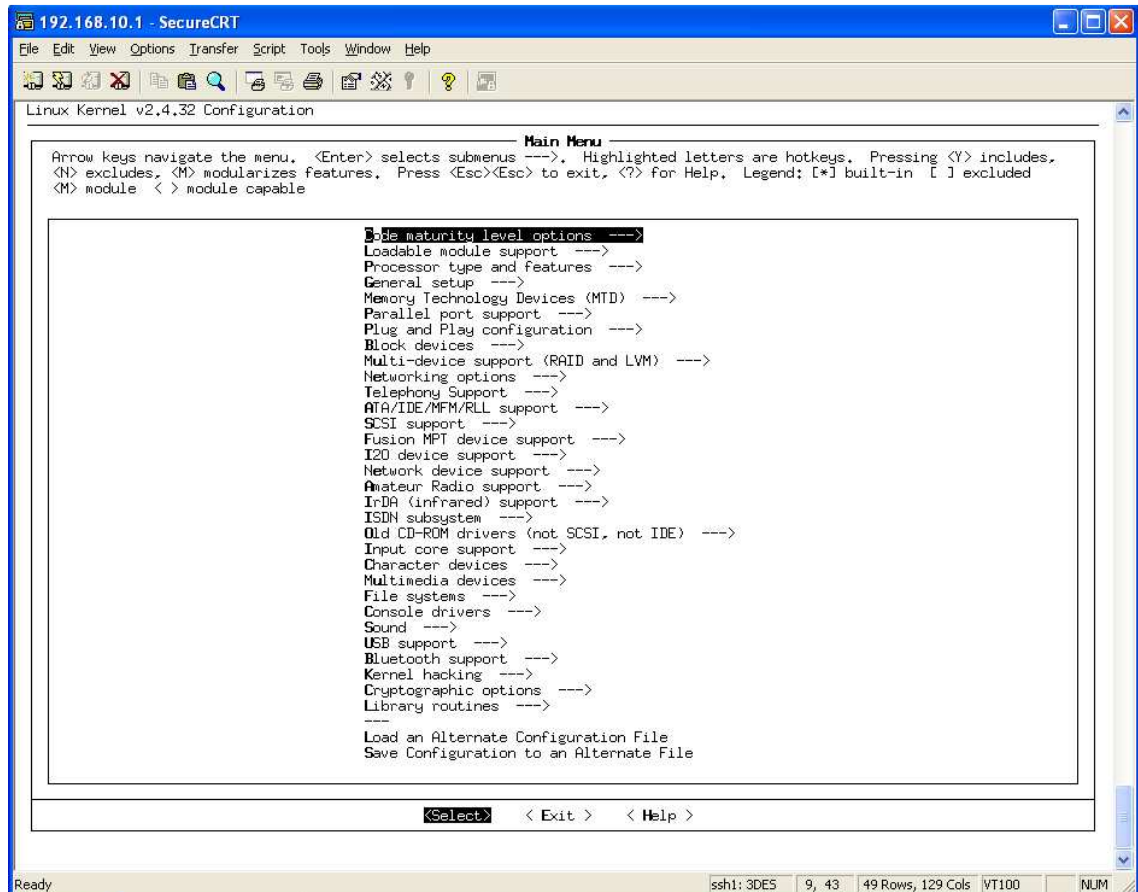 192.168.10.1 - SecureCRT
File Edit View Options Transfer Script Tools Window Help
Linux Kernel v2.4.32 Configuration
Main Menu
Arrow keys navigate the menu. <Enter> selects submenus --->. Highlighted letters are hotkeys. Pressing <Y> includes,
<N> excludes, <M> modularizes features. Press <Esc><Esc> to exit, <?> for Help. Legend: [*] built-in [ ] excluded
<M> module < > module capable
Code maturity level options --->
Loadable module support --->
Processor type and features --->
General setup --->
Memory Technology Devices (MTD) --->
Parallel port support --->
Plug and Play configuration --->
Block devices --->
Multi-device support (RAID and LVM) --->
Networking options --->
Telephony Support --->
ATA/IDE/MFM/RLL support --->
SCSI support --->
Fusion MPT device support --->
I2O device support --->
Network device support --->
Amateur Radio support --->
IrDA (infrared) support --->
ISDN subsystem --->
Old CD-ROM drivers (not SCSI, not IDE) --->
Input core support --->
Character devices --->
Multimedia devices --->
File systems --->
Console drivers --->
Sound --->
USB support --->
Bluetooth support --->
Kernel hacking --->
Cryptographic options --->
Library routines --->
---
Load an Alternate Configuration File
Save Configuration to an Alternate File
<Select> < Exit > < Help >
Ready ssh1: 3DES 9, 43 49 Rows, 129 Cols VT100 NUM